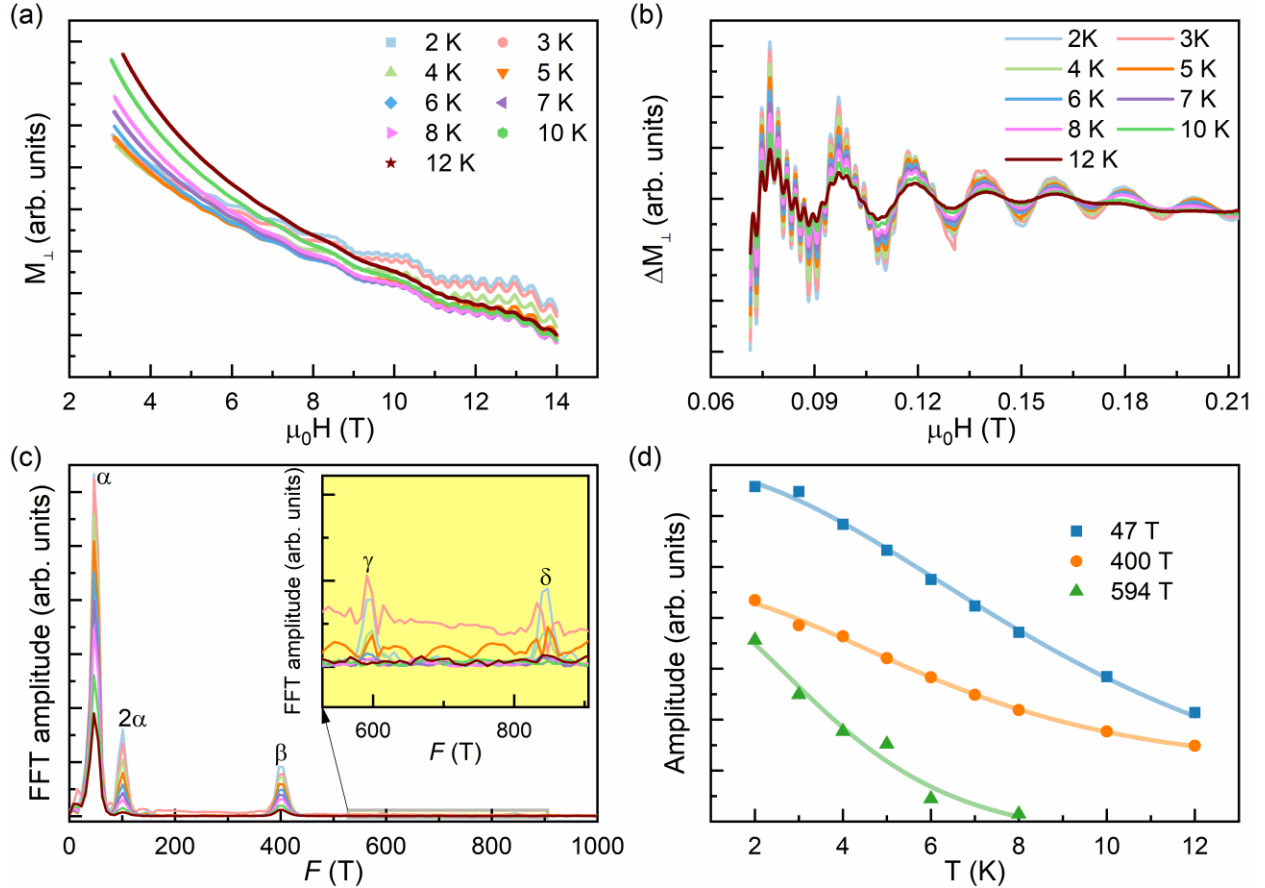 (a)
M⊥ (arb. units)
2 K
3 K
4 K
5 K
6 K
7 K
8 K
10 K
12 K
2 4 6 8 10 12 14
μ0H (T)
(b)
ΔM⊥ (arb. units)
2K
3K
4 K
5 K
6 K
7 K
8 K
10 K
12 K
0.06 0.09 0.12 0.15 0.18 0.21
μ0H (T)
(c)
FFT amplitude (arb. units)
α
2α
β
0 200 400 600 800 1000
F (T)
FFT amplitude (arb. units)
γ
δ
600 800
F (T)
(d)
Amplitude (arb. units)
47 T
400 T
594 T
2 4 6 8 10 12
T (K)